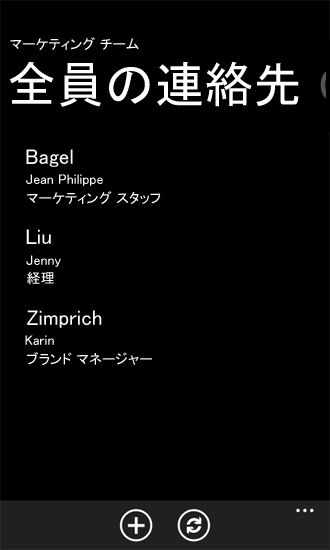 マーケティング チーム
全員の連絡先
Bagel
Jean Philippe
マーケティング スタッフ
Liu
Jenny
経理
Zimprich
Karin
ブランド マネージャー